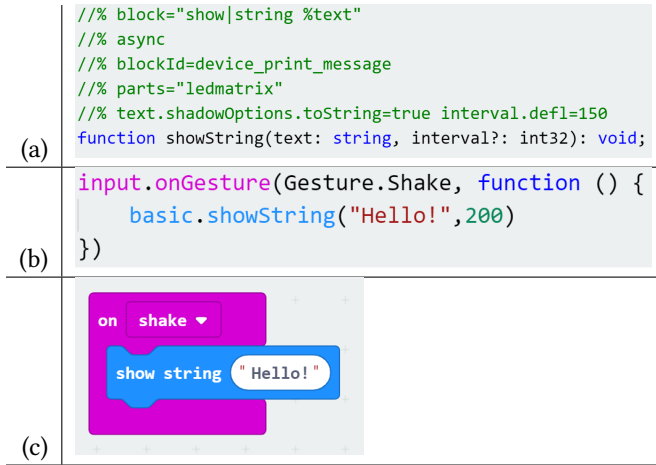 //% block="show|string %text"
//% async
//% blockId=device_print_message
//% parts="ledmatrix"
//% text.shadowOptions.toString=true interval.defl=150
(a) function showString(text: string, interval?: int32): void;
input.onGesture(Gesture.Shake, function () {
    basic.showString("Hello!",200)
(b) })
on shake
show string "Hello!"
(c)